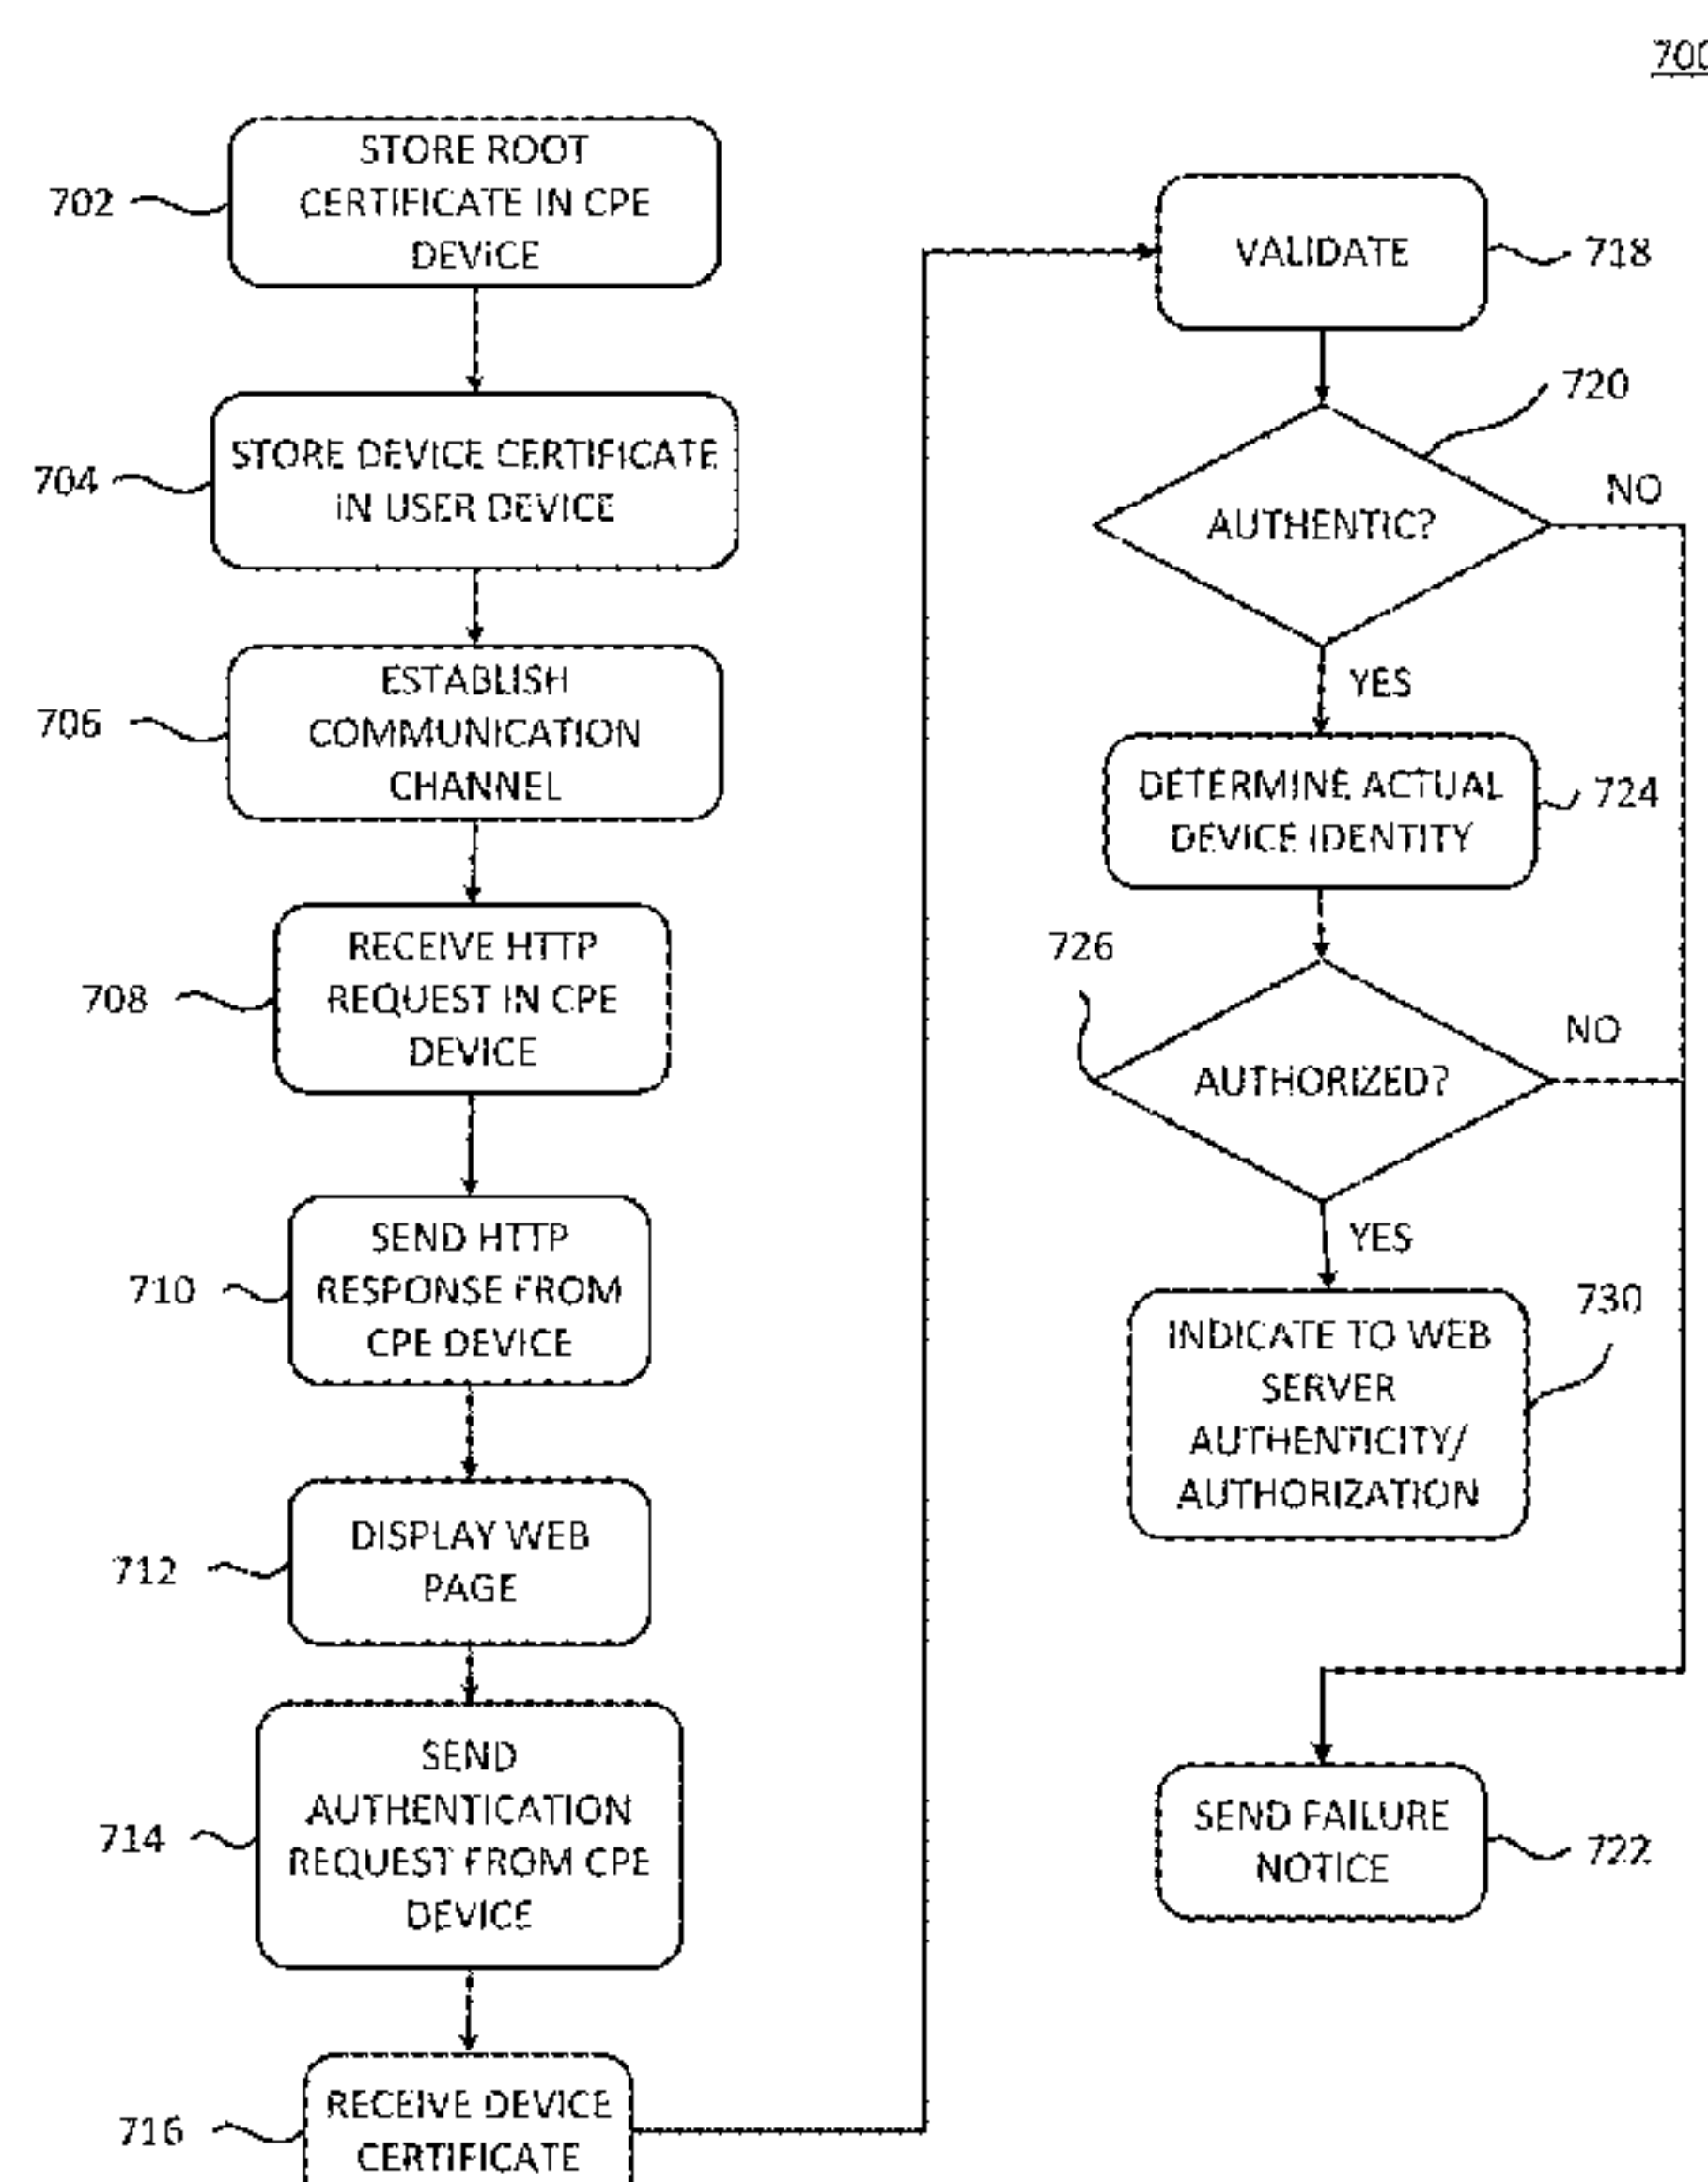 700
702
STORE ROOT
CERTIFICATE IN CPE
DEVICE
704
STORE DEVICE CERTIFICATE
IN USER DEVICE
706
ESTABLISH
COMMUNICATION
CHANNEL
708
RECEIVE HTTP
REQUEST IN CPE
DEVICE
710
SEND HTTP
RESPONSE FROM
CPE DEVICE
712
DISPLAY WEB
PAGE
714
SEND
AUTHENTICATION
REQUEST FROM CPE
DEVICE
716
RECEIVE DEVICE
CERTIFICATE
VALIDATE
718
720
AUTHENTIC?
NO
YES
DETERMINE ACTUAL
DEVICE IDENTITY
724
726
AUTHORIZED?
NO
YES
730
INDICATE TO WEB
SERVER
AUTHENTICITY/
AUTHORIZATION
SEND FAILURE
NOTICE
722